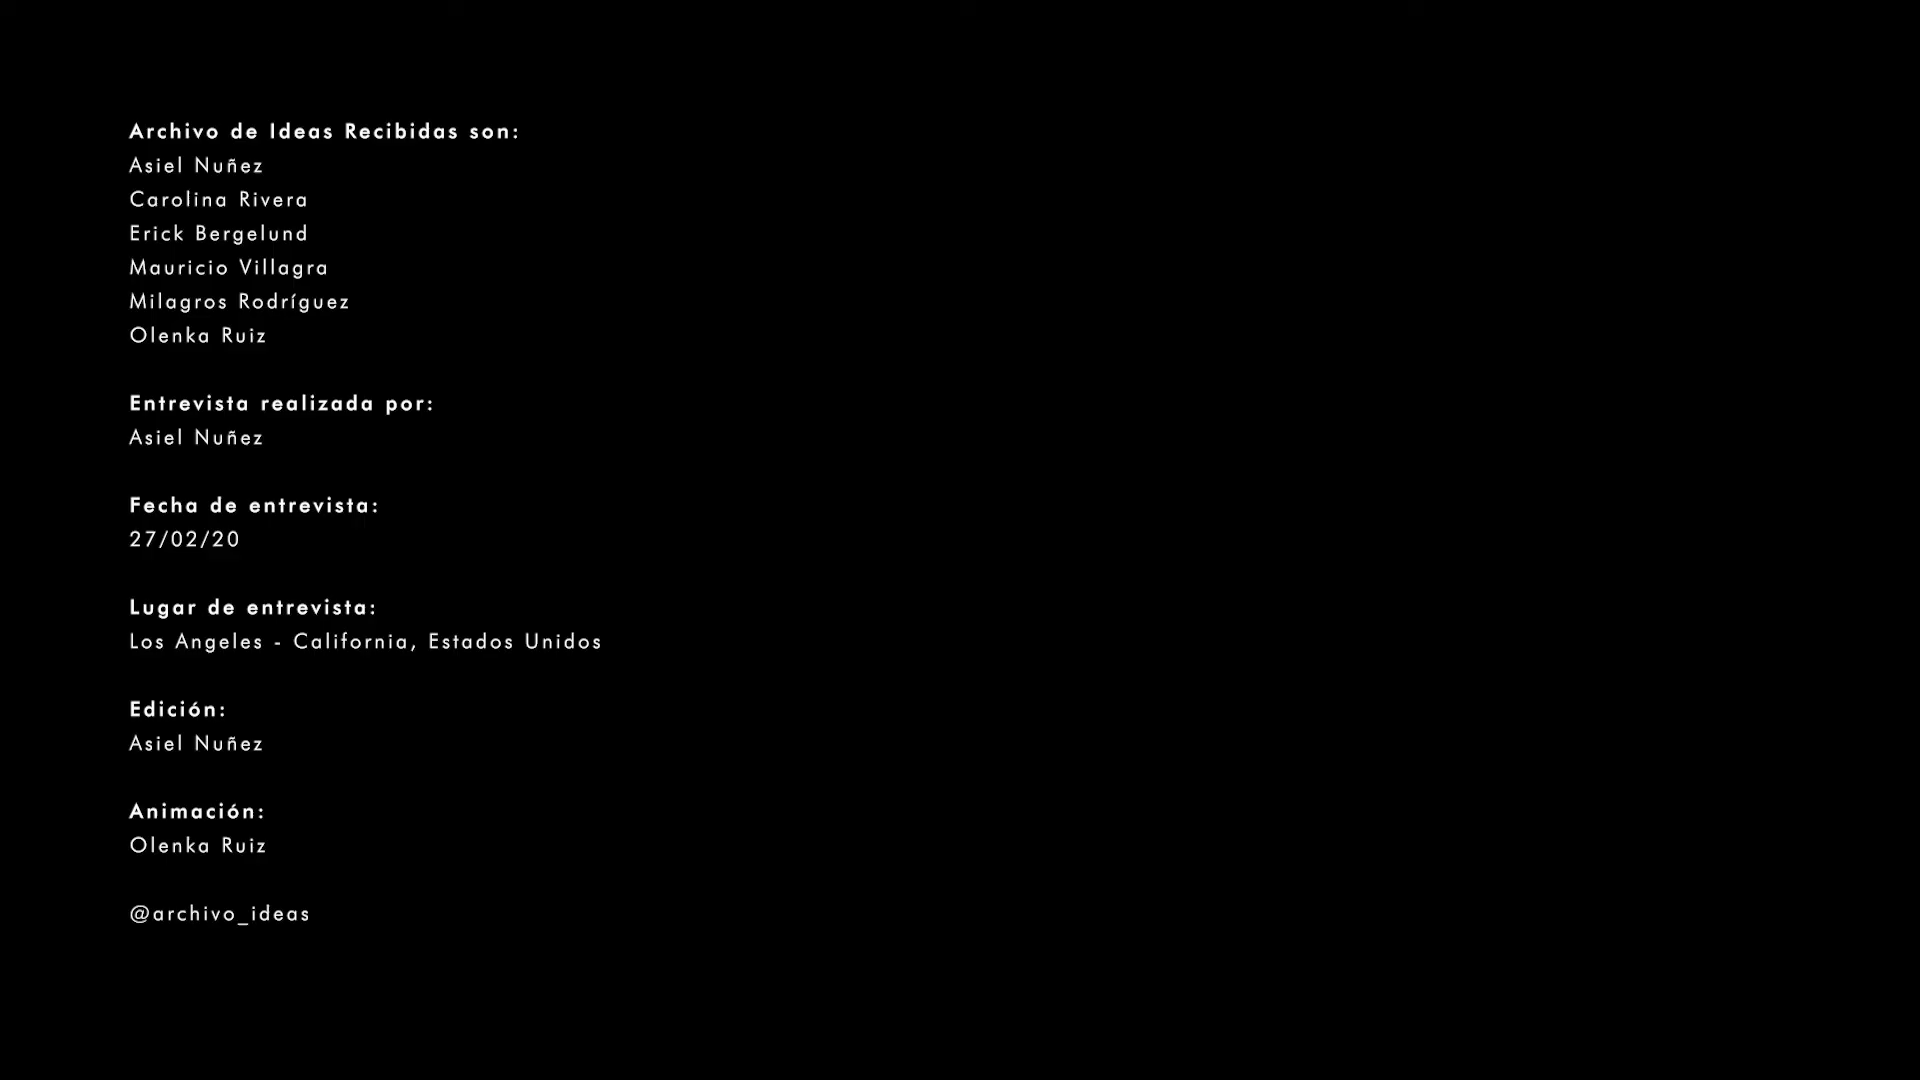 Archivo de Ideas Recibidas son:
Asiel Nuñez
Carolina Rivera
Erick Bergelund
Mauricio Villagra
Milagros Rodríguez
Olenka Ruiz
Entrevista realizada por:
Asiel Nuñez
Fecha de entrevista:
27/02/20
Lugar de entrevista:
Los Angeles - California, Estados Unidos
Edición:
Asiel Nuñez
Animación:
Olenka Ruiz
@archivo_ideas